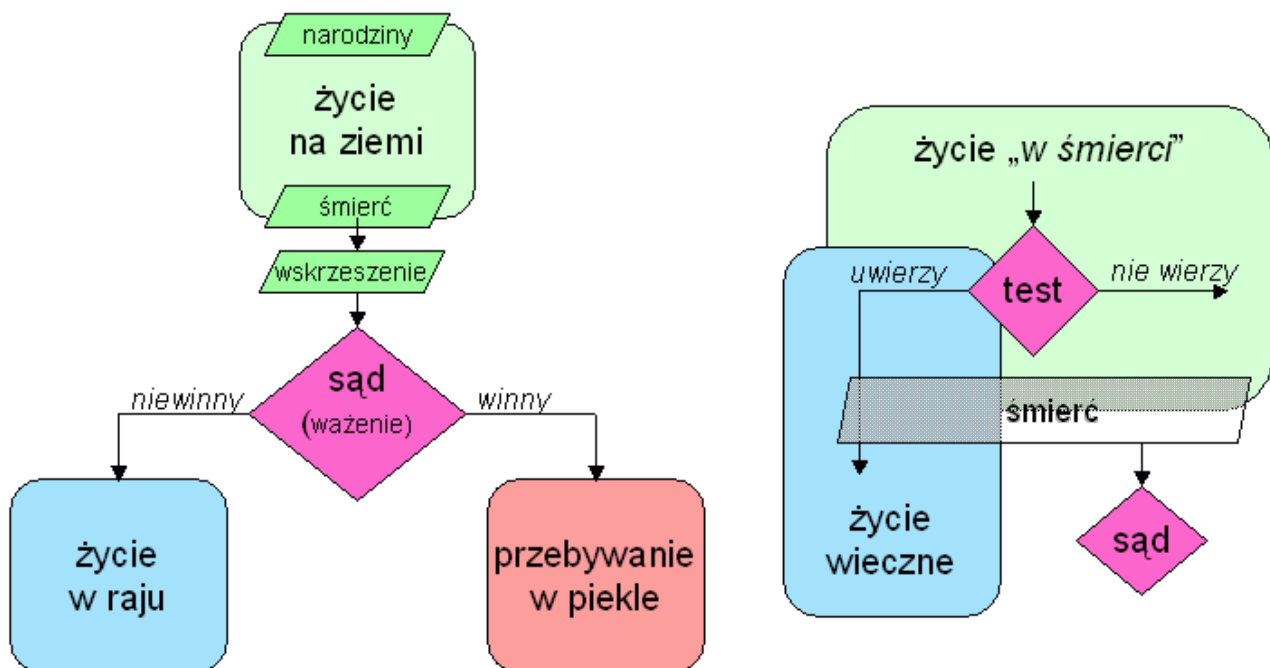 narodziny
życie
na ziemi
śmierć
wskrzeszenie
sąd
(ważenie)
niewinny
winny
życie
w raju
przebywanie
w piekle
życie „w śmierci”
test
uwierzy
nie wierzy
śmierć
życie
wieczne
sąd